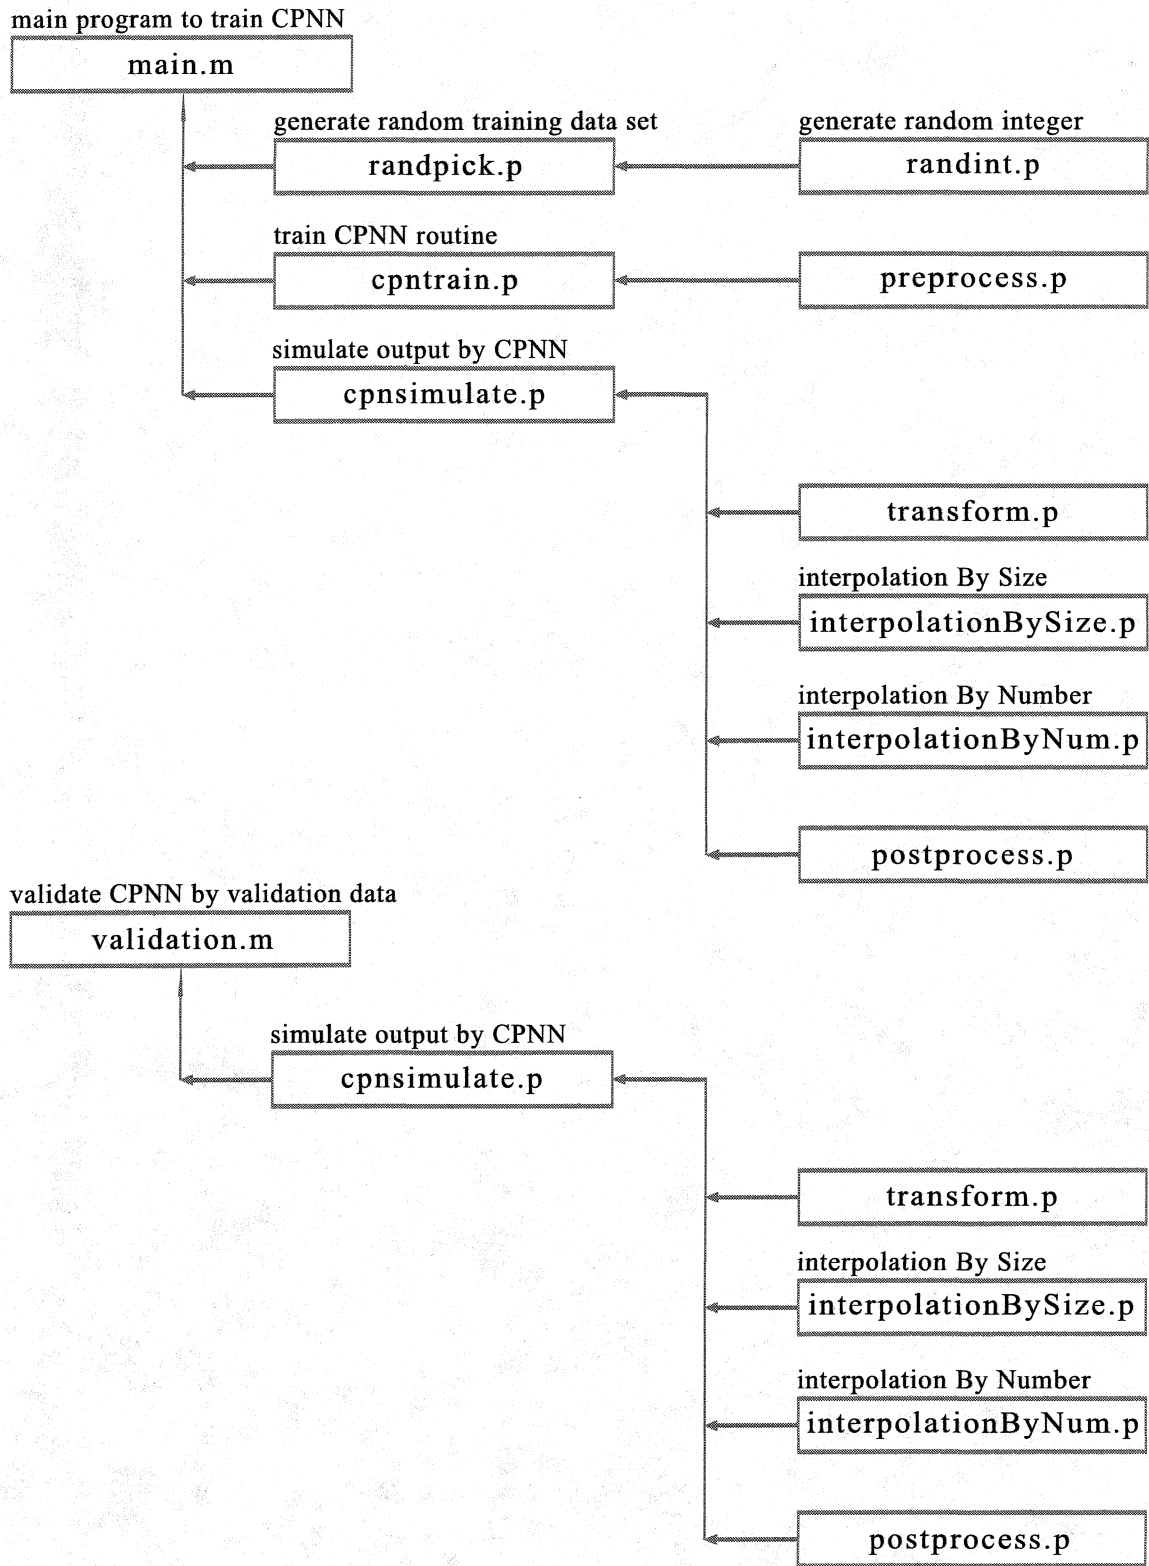 main program to train CPNN
main.m
generate random training data set
generate random integer
randpick.p
randint.p
train CPNN routine
cpntrain.p
preprocess.p
simulate output by CPNN
cpnsimulate.p
transform.p
interpolation By Size
interpolationBySize.p
interpolation By Number
interpolationByNum.p
postprocess.p
validate CPNN by validation data
validation.m
simulate output by CPNN
cpnsimulate.p
transform.p
interpolation By Size
interpolationBySize.p
interpolation By Number
interpolationByNum.p
postprocess.p